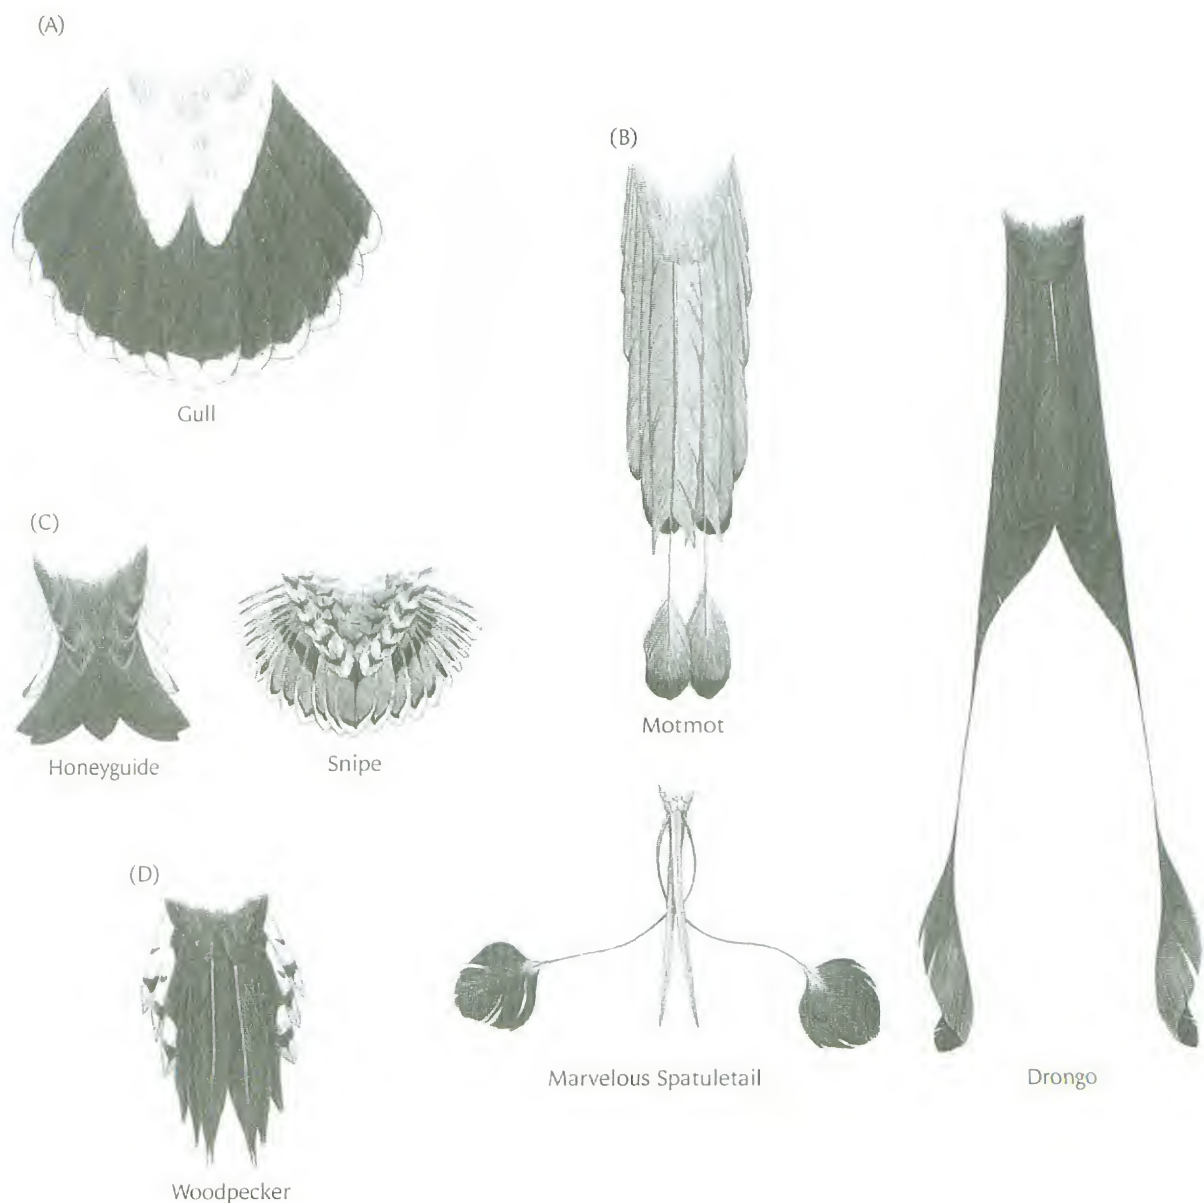 (A)
Gull
(B)
Motmot
(C)
Honeyguide
Snipe
Marvelous Spatuletail
Drongo
(D)
Woodpecker